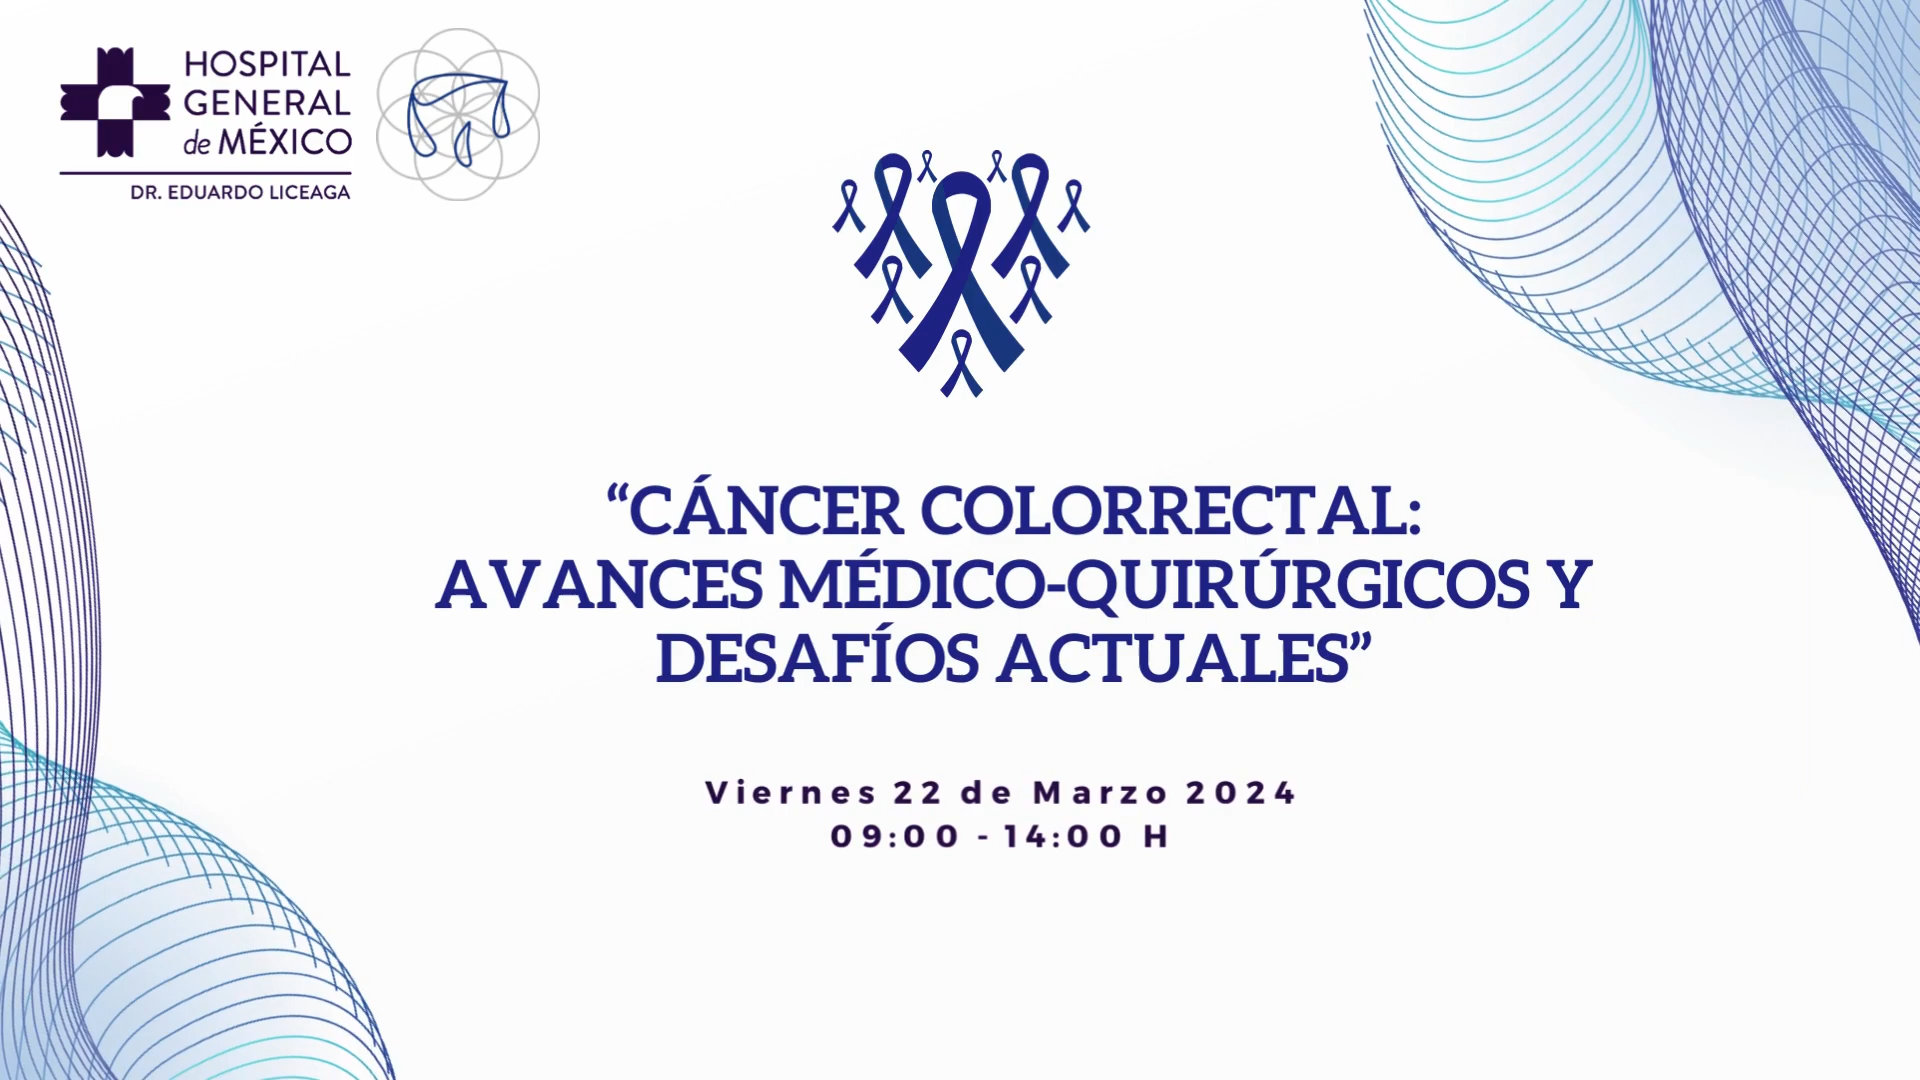 HOSPITAL
GENERAL
de MÉXICO
DR. EDUARDO LICEAGA
“CÁNCER COLORRECTAL:
AVANCES MÉDICO-QUIRÚRGICOS Y
DESAFÍOS ACTUALES”
Viernes 22 de Marzo 2024
09:00 - 14:00 H